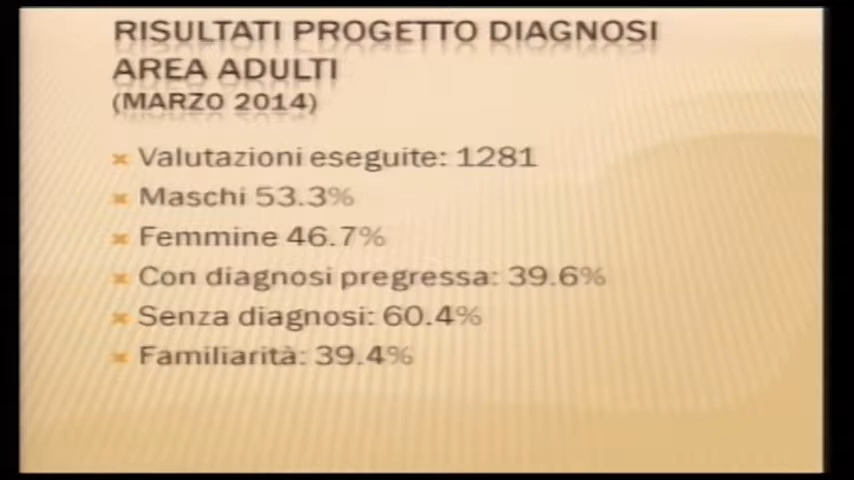 RISULTATI PROGETTO DIAGNOSI
AREA ADULTI
(MARZO 2014)
Valutazioni eseguite: 1281
Maschi 53.3%
Femmine 46.7%
Con diagnosi pregressa: 39.6%
Senza diagnosi: 60.4%
Familiarità: 39.4%